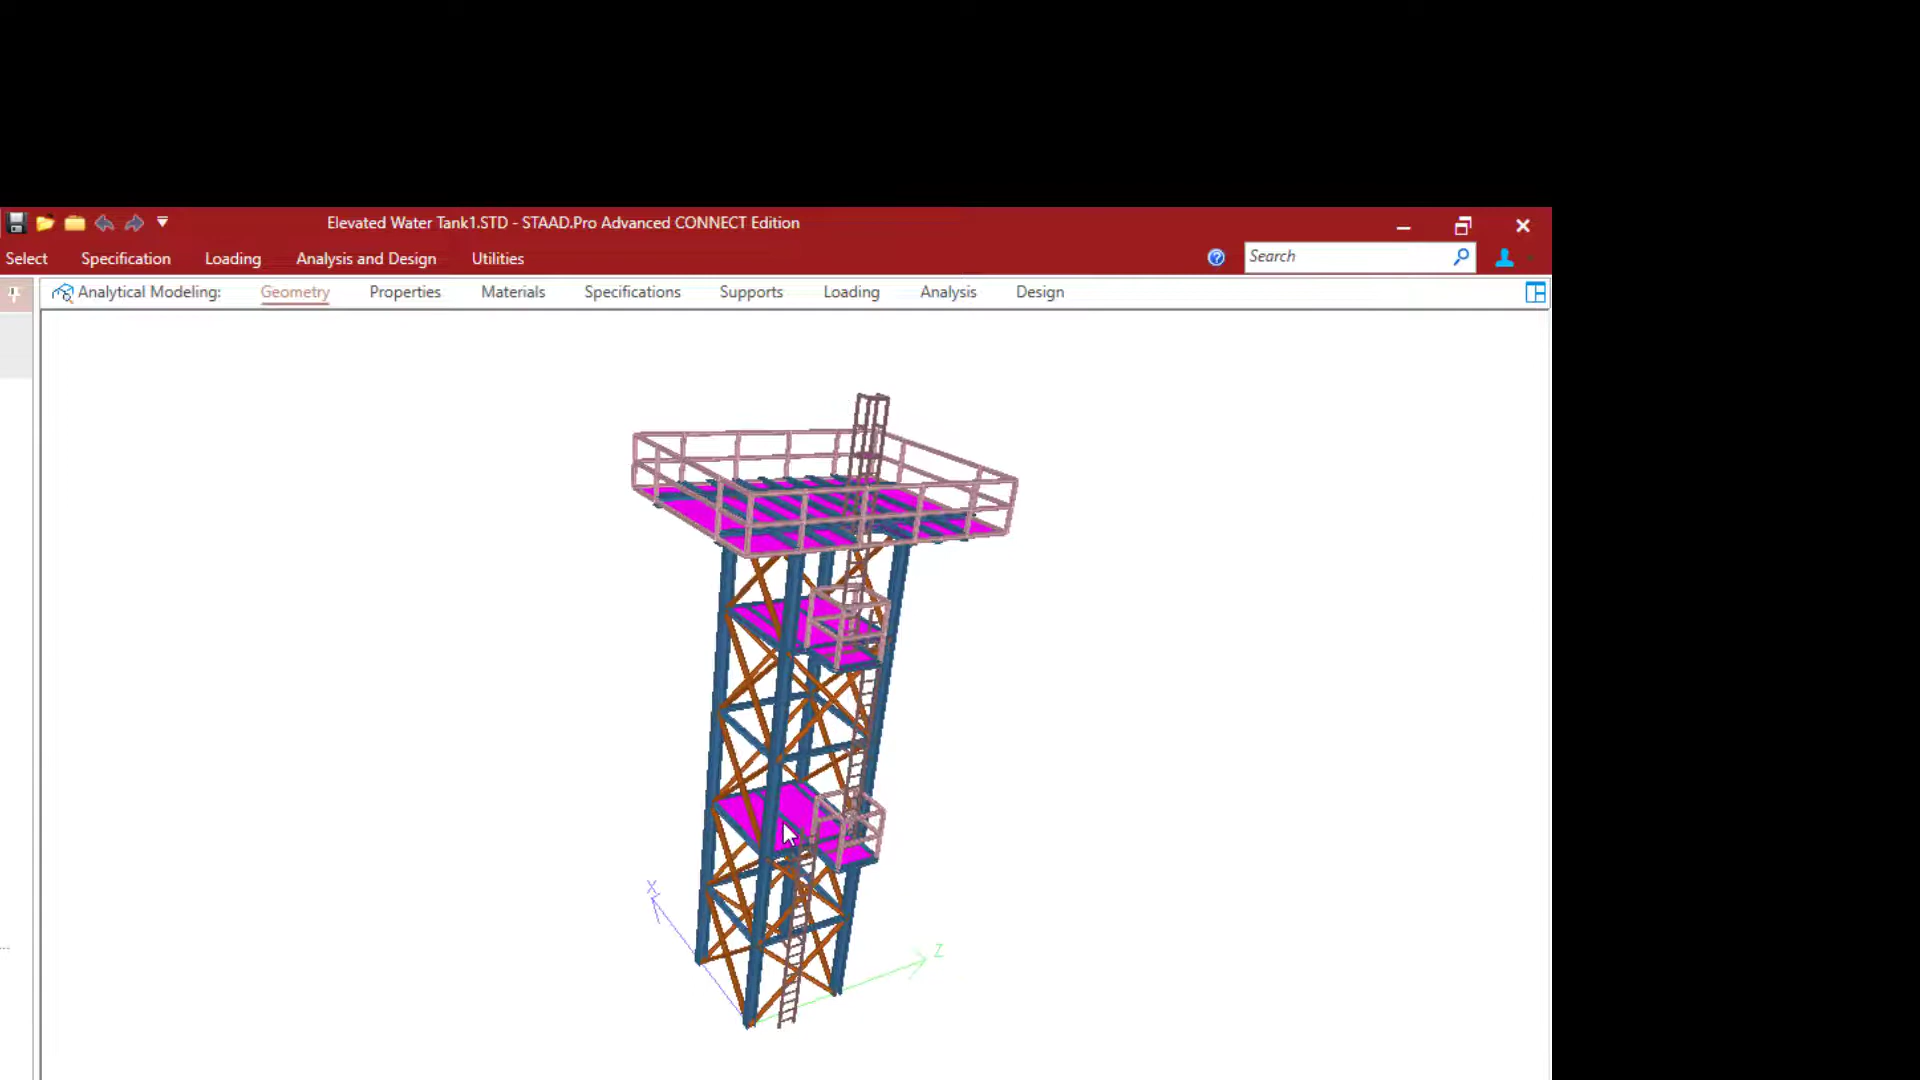 Elevated Water Tank1.STD - STAAD.Pro Advanced CONNECT Edition
Select Specification Loading Analysis and Design Utilities Search
Analytical Modeling: Geometry Properties Materials Specifications Supports Loading Analysis Design
X
Z
...